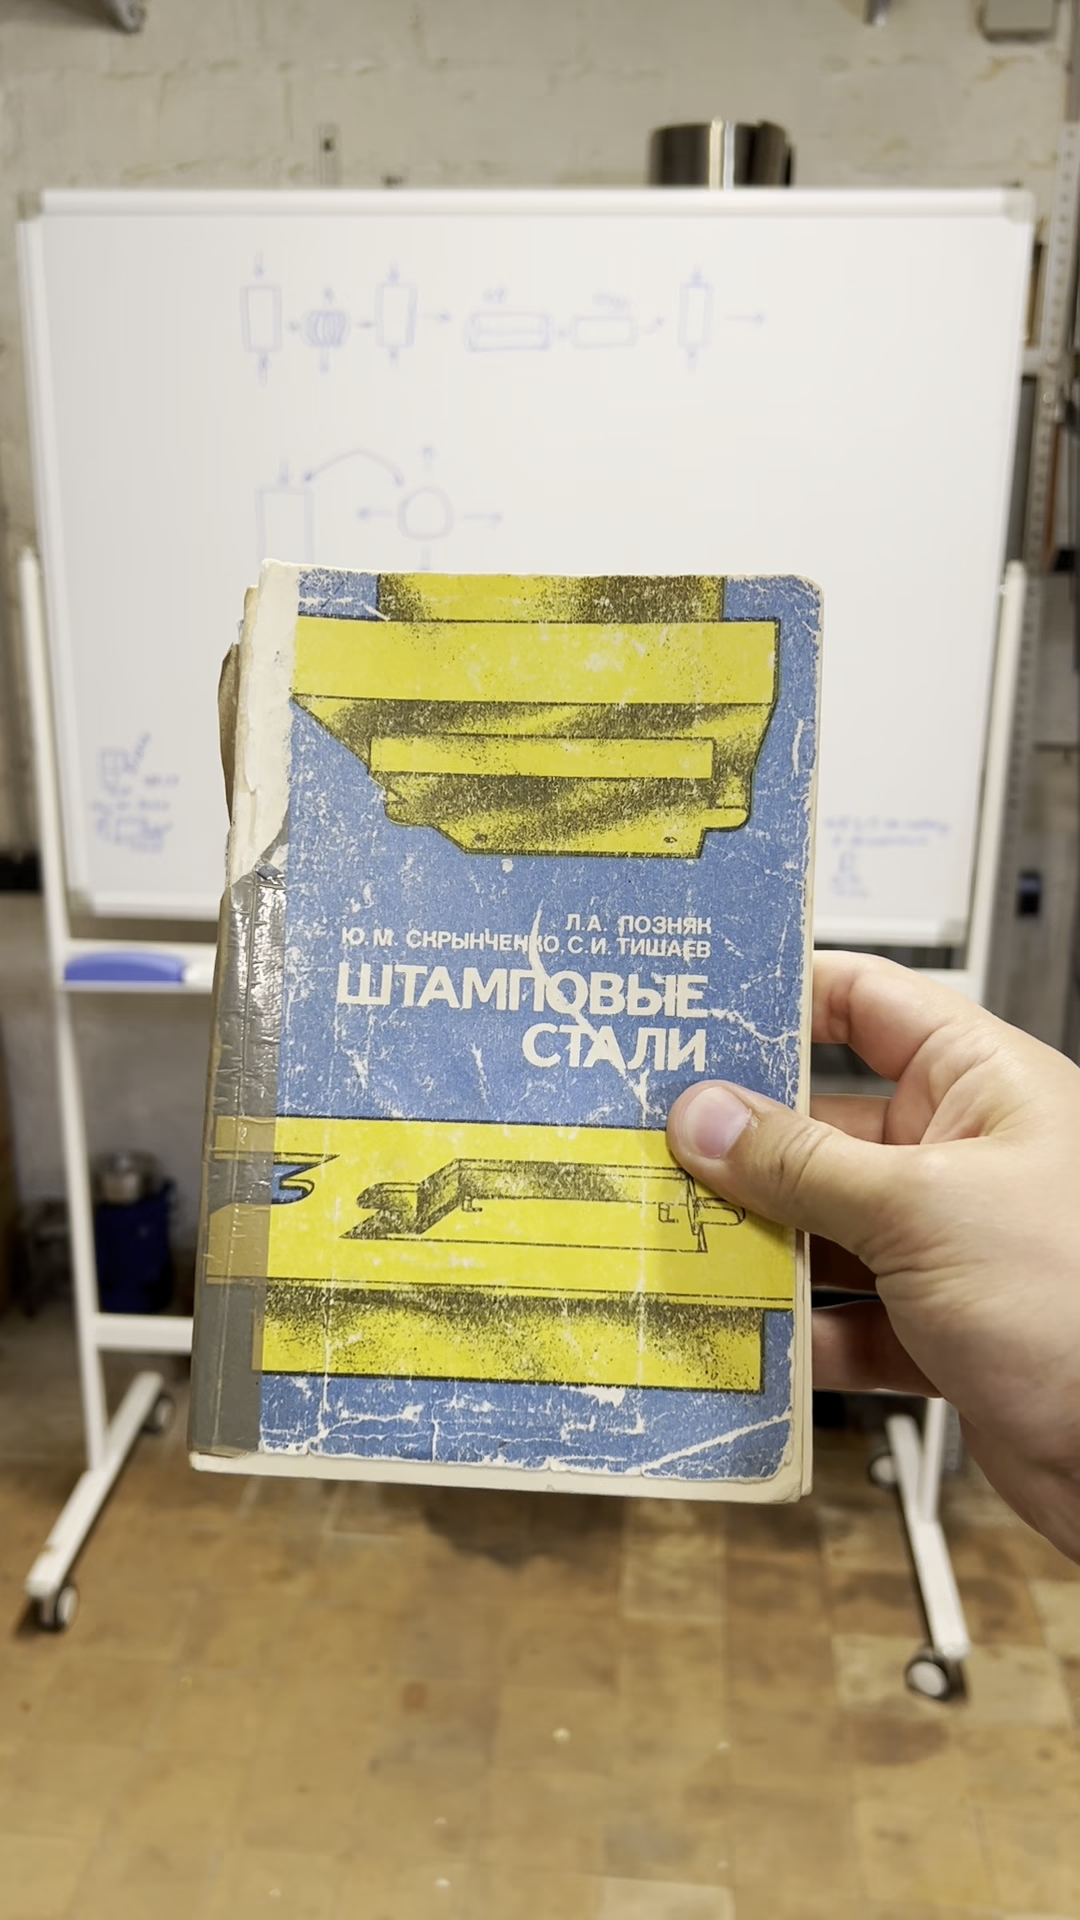 Л.А. ПОЗНЯК
Ю.М. СКРЫНЧЕНКО, С.И. ТИШАЕВ
ШТАМПОВЫЕ
СТАЛИ